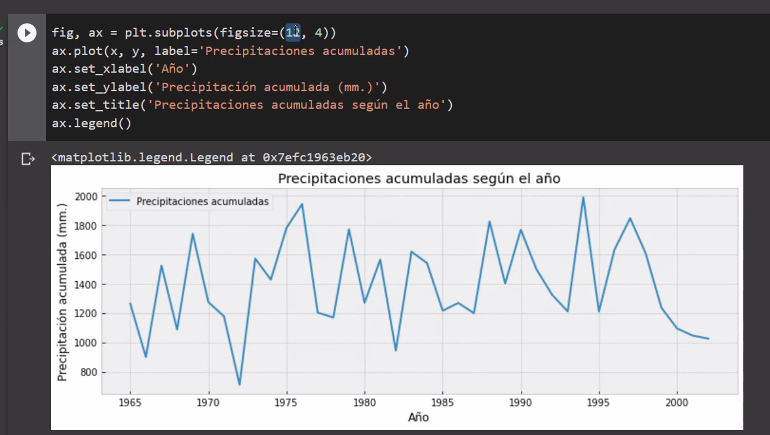 fig, ax = plt.subplots(figsize=(12, 4))
ax.plot(x, y, label='Precipitaciones acumuladas')
ax.set_xlabel('Año')
ax.set_ylabel('Precipitación acumulada (mm.)')
ax.set_title('Precipitaciones acumuladas según el año')
ax.legend()
<matplotlib.legend.Legend at 0x7efc1963eb20>
Precipitaciones acumuladas según el año
Precipitaciones acumuladas
Precipitación acumulada (mm.)
2000
1800
1600
1400
1200
1000
800
1965 1970 1975 1980 1985 1990 1995 2000
Año